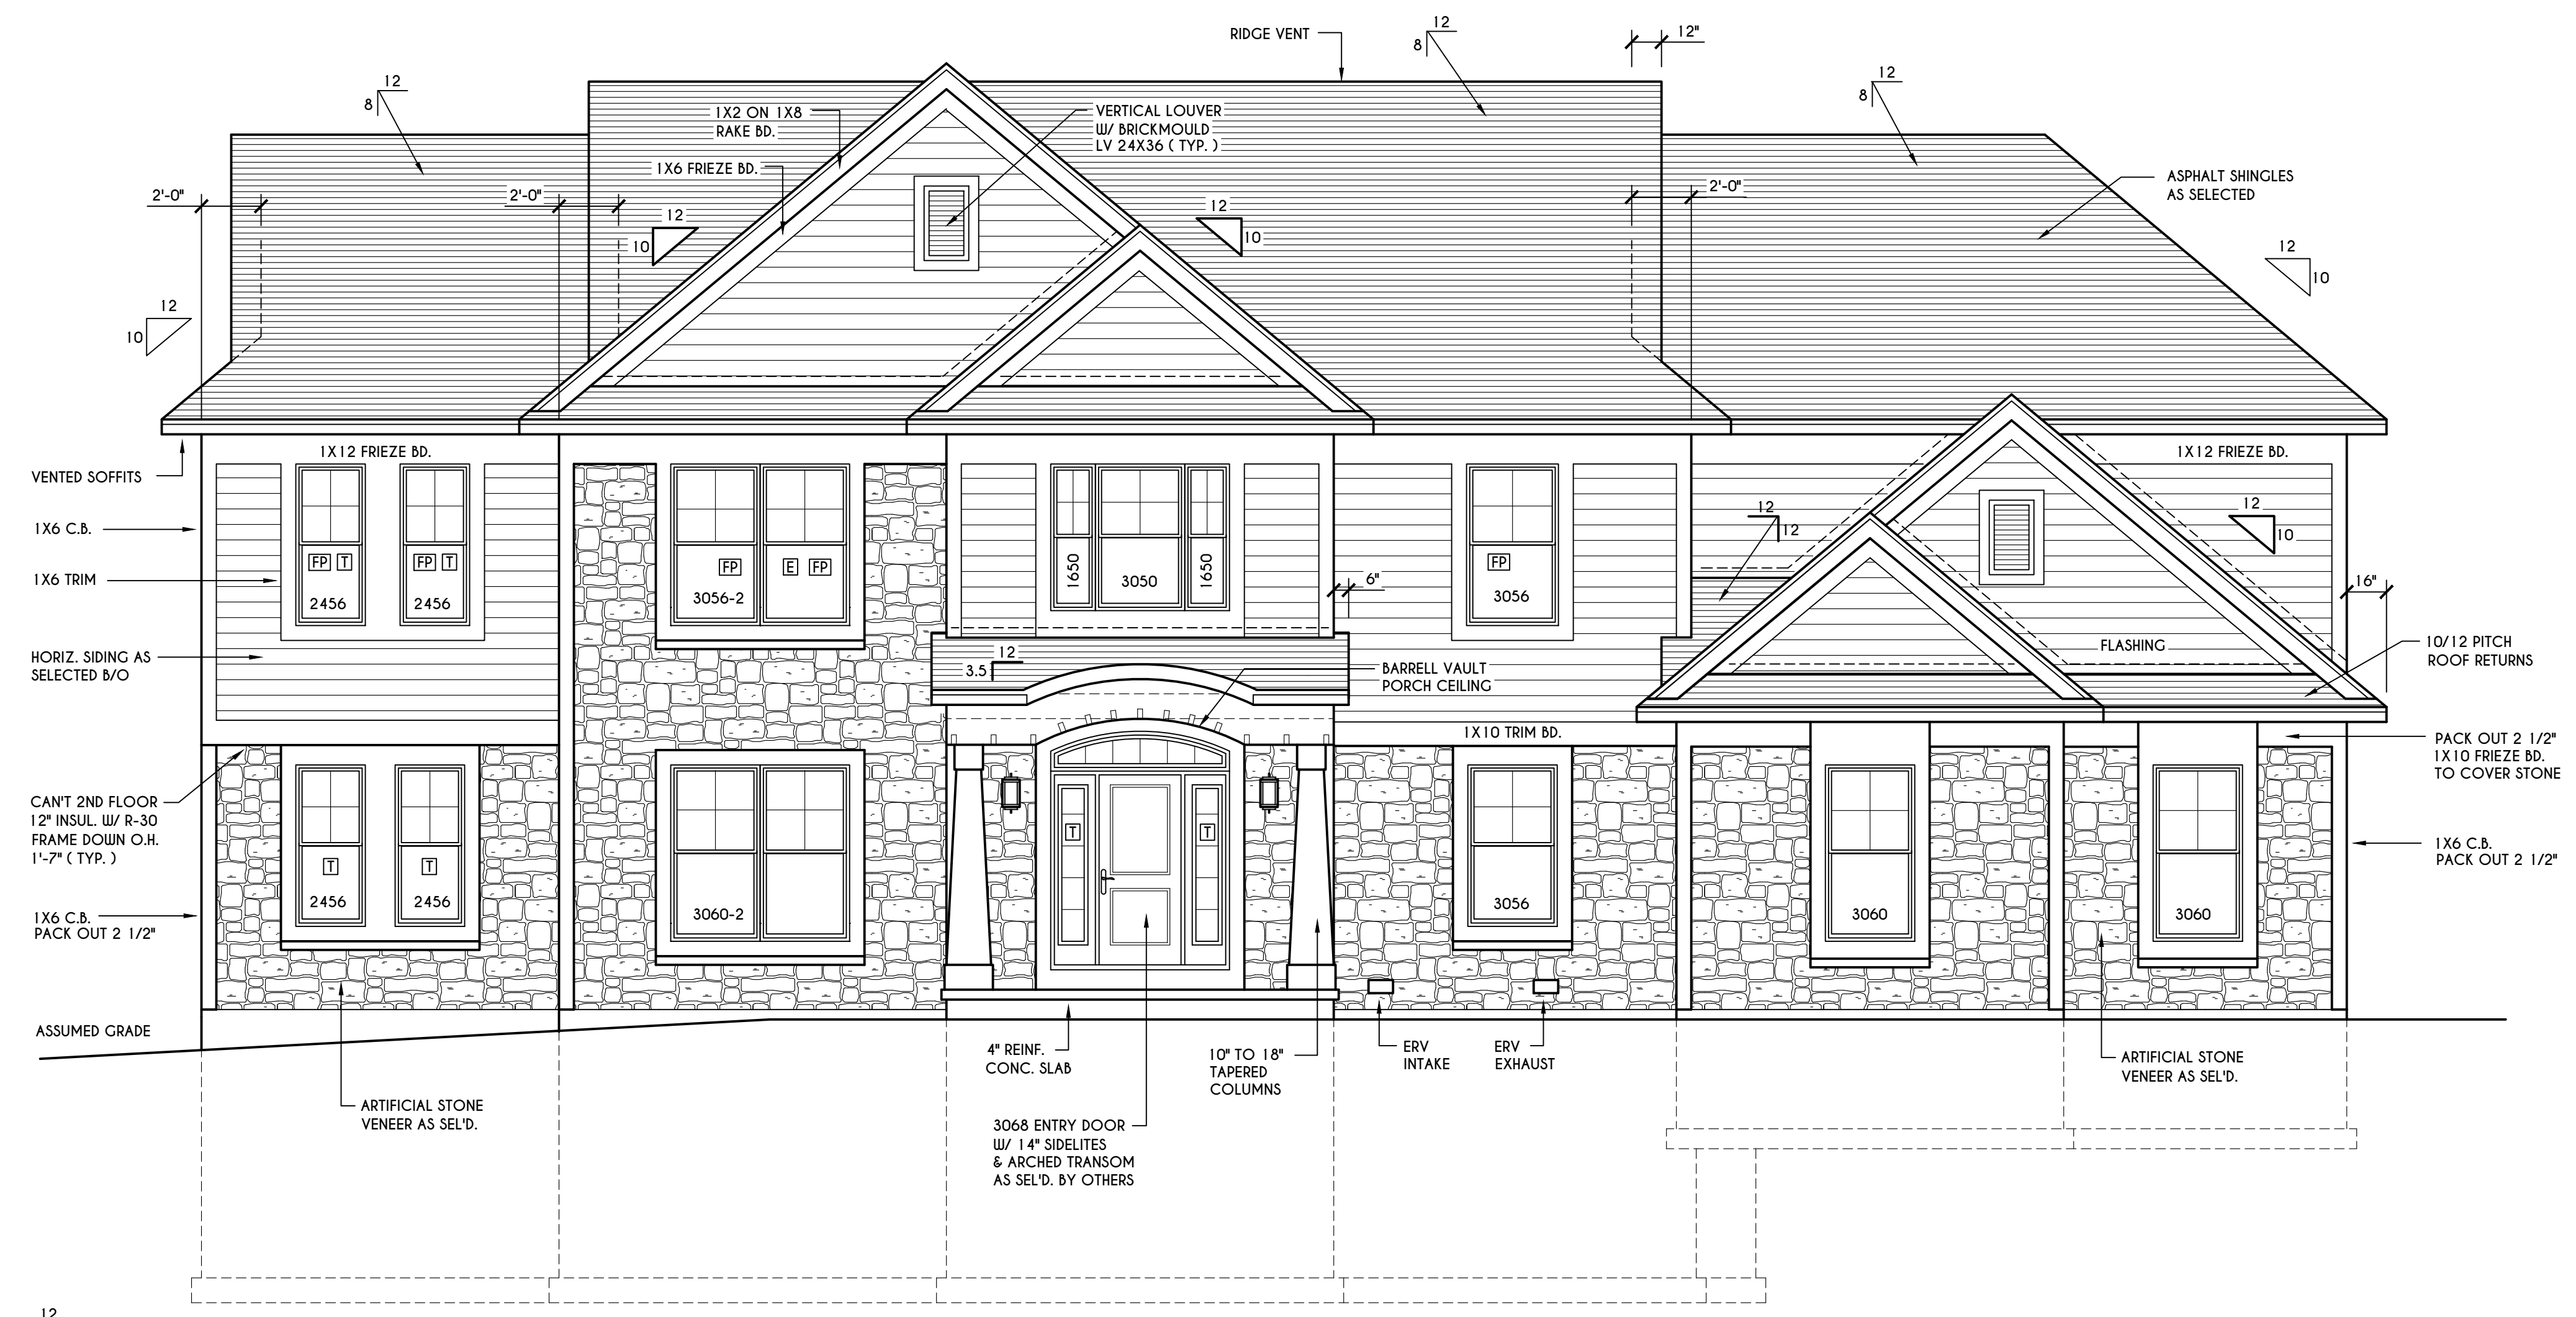 RIDGE VENT
12
8
12"
12
8
12
8
1X2 ON 1X8
RAKE BD.
VERTICAL LOUVER
W/ BRICKMOULD
LV 24X36 ( TYP. )
1X6 FRIEZE BD.
ASPHALT SHINGLES
AS SELECTED
2'-0"
2'-0"
2'-0"
12
10
12
10
12
10
12
10
1X12 FRIEZE BD.
1X12 FRIEZE BD.
VENTED SOFFITS
1X6 C.B.
1X6 TRIM
HORIZ. SIDING AS
SELECTED B/O
FP T
2456
FP T
2456
FP
E FP
3056-2
1650
3050
1650
6"
FP
3056
12
12
12
10
16"
FLASHING
10/12 PITCH
ROOF RETURNS
12
3.5
BARRELL VAULT
PORCH CEILING
1X10 TRIM BD.
PACK OUT 2 1/2"
1X10 FRIEZE BD.
TO COVER STONE
CAN'T 2ND FLOOR
12" INSUL. W/ R-30
FRAME DOWN O.H.
1'-7" ( TYP. )
1X6 C.B.
PACK OUT 2 1/2"
T
2456
T
2456
3060-2
T
T
3056
3060
3060
1X6 C.B.
PACK OUT 2 1/2"
ASSUMED GRADE
4" REINF.
CONC. SLAB
10" TO 18"
TAPERED
COLUMNS
ERV
INTAKE
ERV
EXHAUST
ARTIFICIAL STONE
VENEER AS SEL'D.
ARTIFICIAL STONE
VENEER AS SEL'D.
3068 ENTRY DOOR
W/ 14" SIDELITES
& ARCHED TRANSOM
AS SEL'D. BY OTHERS
12